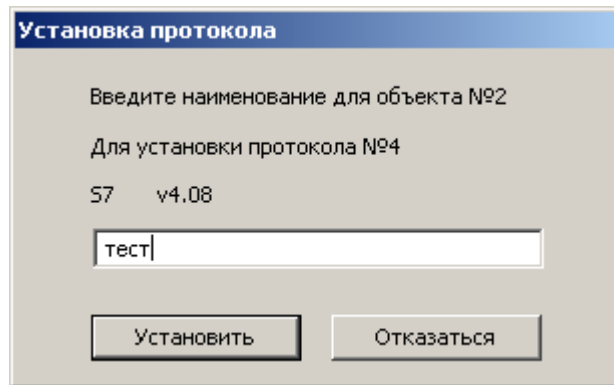 Установка протокола
Введите наименование для объекта №2
Для установки протокола №4
S7 v4.08
тест
Установить Отказаться